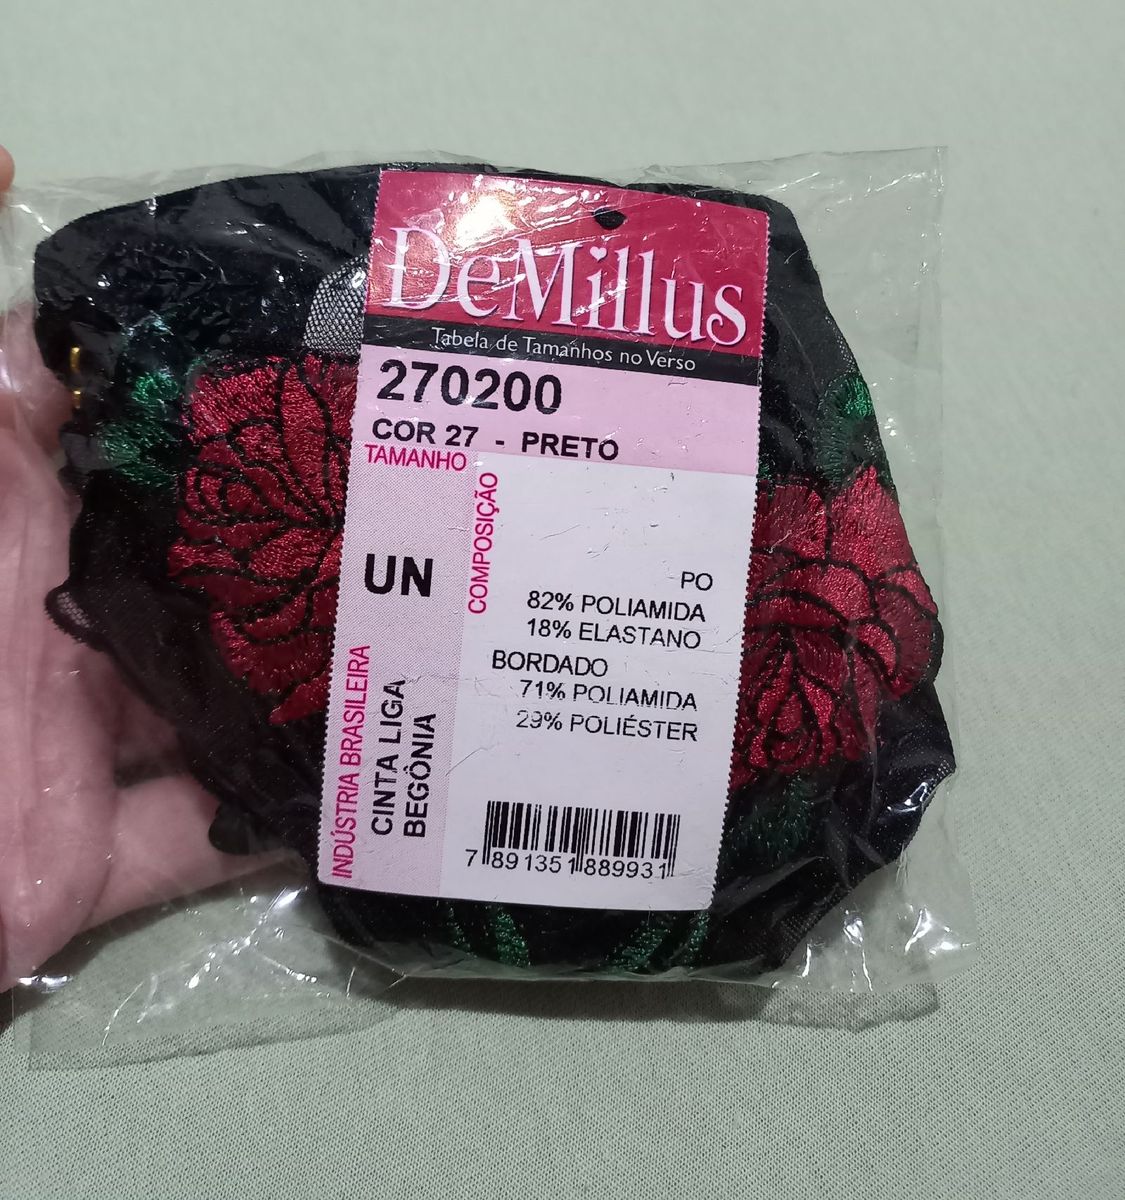 DeMillus
Tabela de Tamanhos no Verso
270200
COR 27 - PRETO
TAMANHO
UN
COMPOSIÇÃO
PO
82% POLIAMIDA
18% ELASTANO
BORDADO
71% POLIAMIDA
29% POLIÉSTER
INDÚSTRIA BRASILEIRA
CINTA LIGA
BEGÔNIA
7 891351 889931